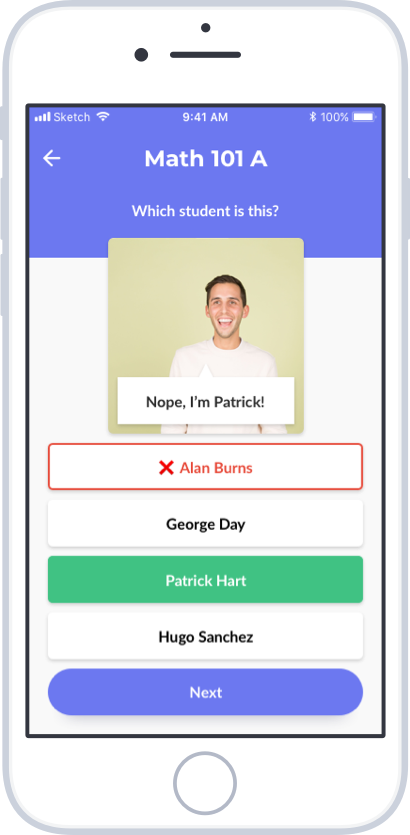 Sketch 9:41 AM 100%
Math 101 A
Which student is this?
Nope, I'm Patrick!
Alan Burns
George Day
Patrick Hart
Hugo Sanchez
Next